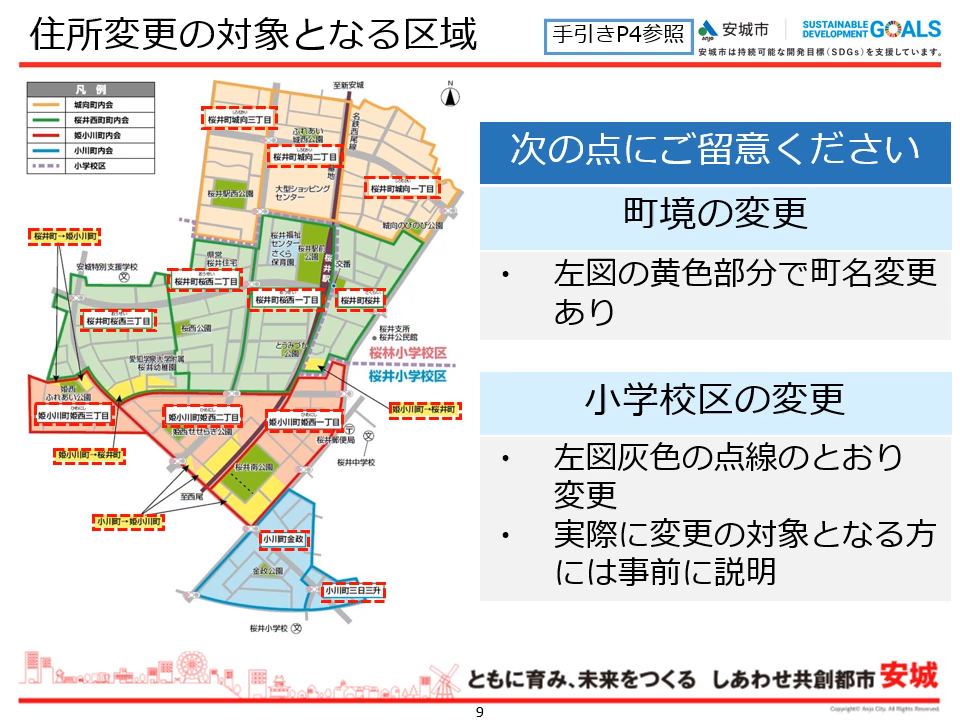 住所変更の対象となる区域
手引きP4参照
anjo
安城市
SUSTAINABLE
DEVELOPMENT
GOALS
安城市は持続可能な開発目標(SDGs)を支援しています。
凡例
城向町内会
桜井西町町内会
姫小川町内会
小川町内会
小学校区
至新安城
N
名鉄西尾線
桜井町城向三丁目
ふれあい
城西公園
桜井町城向二丁目
桜井町城向一丁目
桜井駅西公園
大型ショッピング
センター
城向のびのび公園
桜井町→姫小川町
安城特別支援学校
文
県営
桜井住宅
桜井福祉
センター
さくら
保育園
桜井駅前
公園
桜井駅
交番
桜井町桜西二丁目
桜井町桜西一丁目
桜井町桜井
桜井町桜西三丁目
桜西公園
とうみづか
公園
桜井支所
桜井公民館
愛知学泉大学附属
桜井幼稚園
桜林小学校区
桜井小学校区
姫西
ふれあい公園
姫小川町姫西三丁目
姫小川町姫西二丁目
姫西せせらぎ公園
姫小川町姫西一丁目
姫小川町→桜井町
桜井郵便局
文
桜井中学校
姫小川町→桜井町
桜井南公園
至西尾
小川町→姫小川町
小川町金政
金政公園
小川町三日三升
桜井小学校 文
次の点にご留意ください
町境の変更
・ 左図の黄色部分で町名変更
あり
小学校区の変更
・ 左図灰色の点線のとおり
変更
・ 実際に変更の対象となる方
には事前に説明
ともに育み、未来をつくる しあわせ共創都市 安城
Copyright© Anjo City. All Rights Reserved.
9